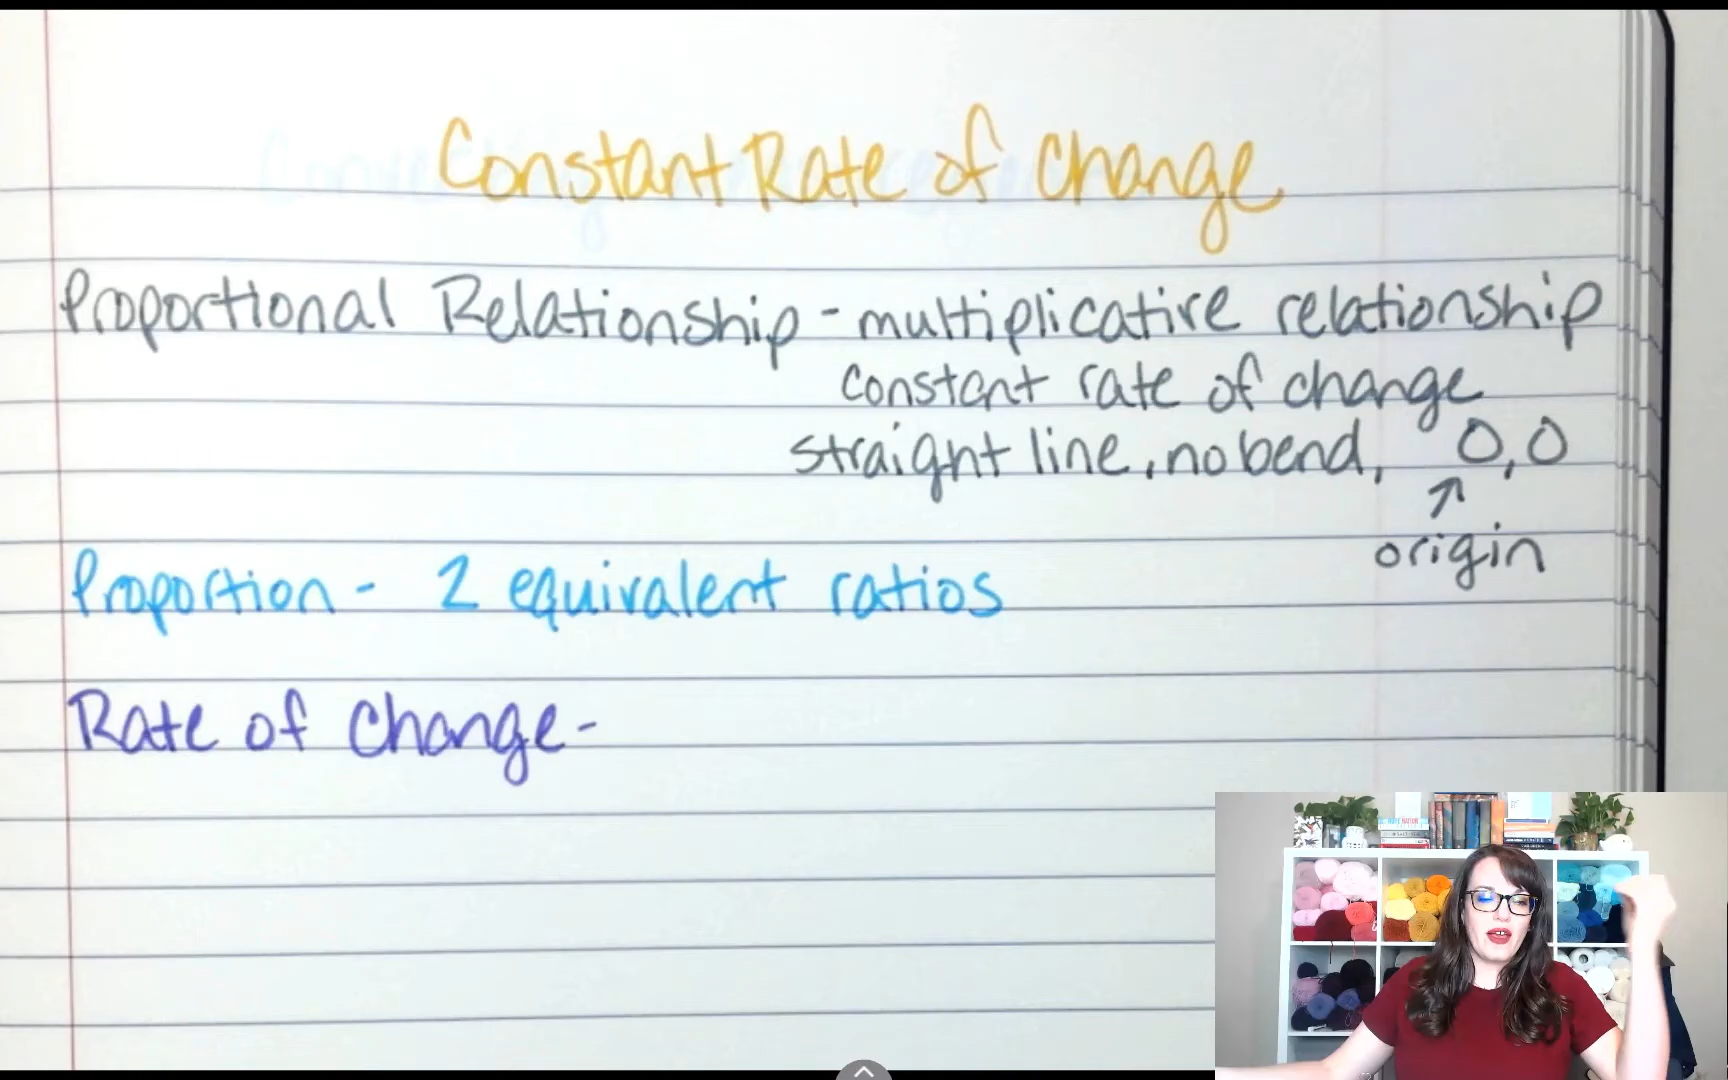 Constant Rate of Change
Proportional Relationship - multiplicative relationship
constant rate of change
straight line, no bend, 0,0
↗
origin
Proportion - 2 equivalent ratios
Rate of Change -